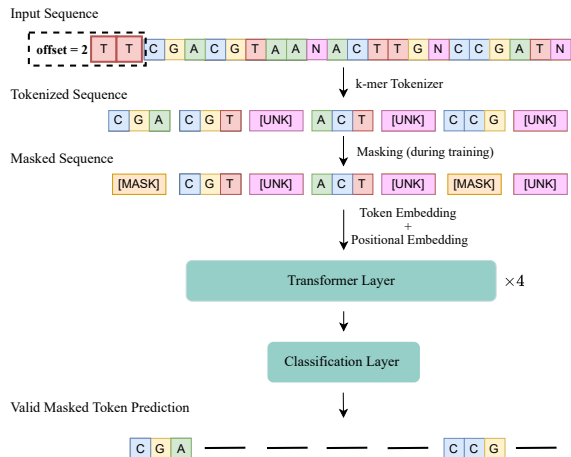 Input Sequence
offset = 2 T T C G A C G T A A N A C T T G N C C G A T N
k-mer Tokenizer
Tokenized Sequence
C G A C G T [UNK] A C T [UNK] C C G [UNK]
Masking (during training)
Masked Sequence
[MASK] C G T [UNK] A C T [UNK] [MASK] [UNK]
Token Embedding
+
Positional Embedding
Transformer Layer ×4
Classification Layer
Valid Masked Token Prediction
C G A C C G